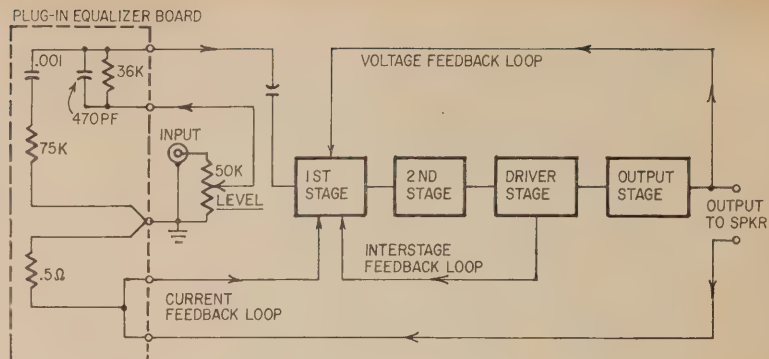 PLUG-IN EQUALIZER BOARD
.001
36K
470PF
75K
INPUT
50K
LEVEL
.5Ω
CURRENT
FEEDBACK LOOP
VOLTAGE FEEDBACK LOOP
1ST
STAGE
2ND
STAGE
DRIVER
STAGE
OUTPUT
STAGE
INTERSTAGE
FEEDBACK LOOP
OUTPUT
TO SPKR